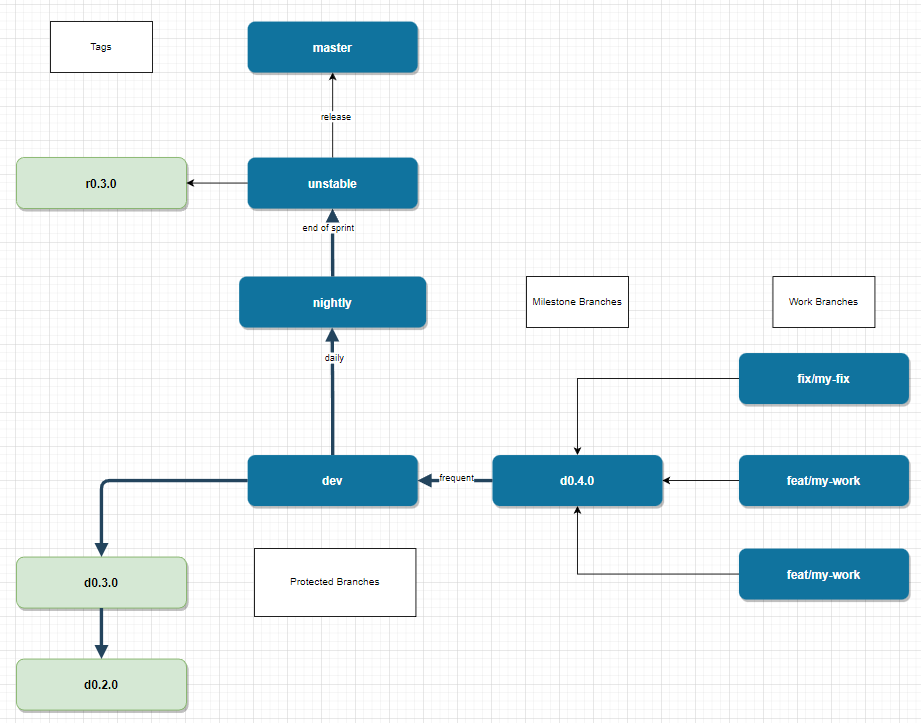 Tags
master
release
r0.3.0
unstable
end of sprint
nightly
Milestone Branches
Work Branches
daily
fix/my-fix
dev
frequent
d0.4.0
feat/my-work
d0.3.0
Protected Branches
feat/my-work
d0.2.0